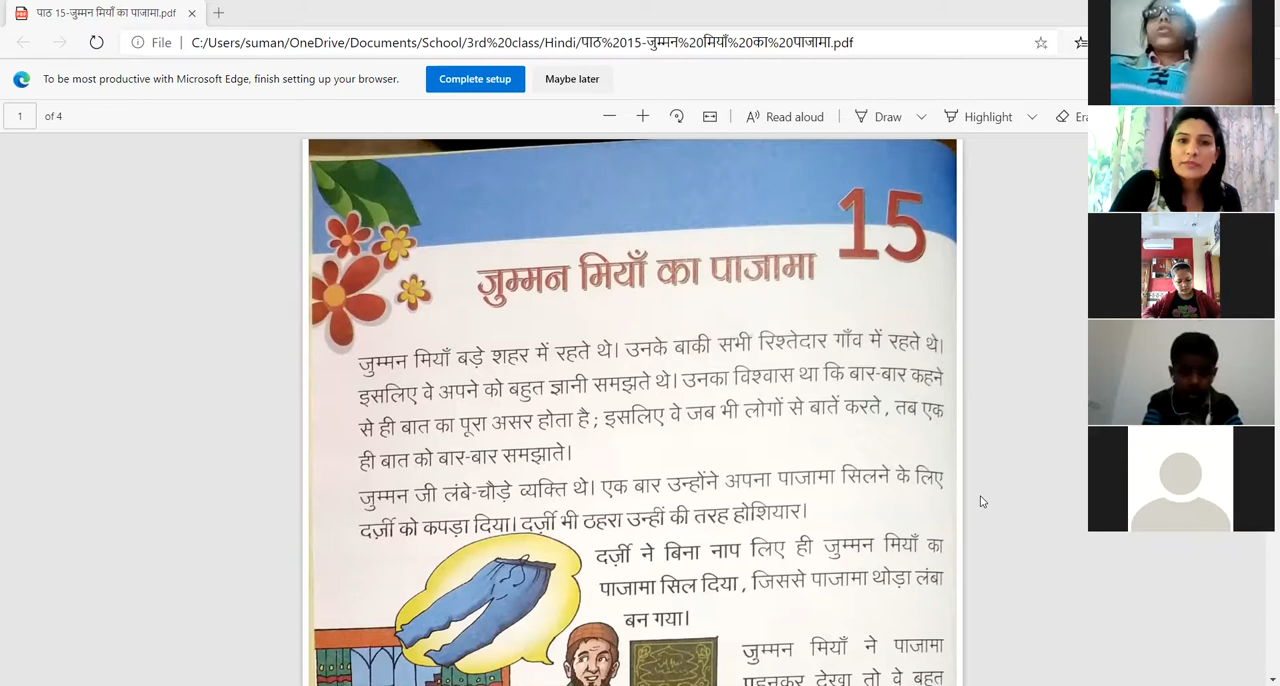 पाठ 15-जुम्मन मियाँ का पाजामा.pdf
File C:/Users/suman/OneDrive/Documents/School/3rd%20class/Hindi/पाठ%2015-जुम्मन%20मियाँ%20का%20पाजामा.pdf
To be most productive with Microsoft Edge, finish setting up your browser. Complete setup Maybe later
1 of 4 Read aloud Draw Highlight Era
15
जुम्मन मियाँ का पाजामा
जुम्मन मियाँ बड़े शहर में रहते थे। उनके बाकी सभी रिश्तेदार गाँव में रहते थे।
इसलिए वे अपने को बहुत ज्ञानी समझते थे। उनका विश्वास था कि बार-बार कहने
से ही बात का पूरा असर होता है; इसलिए वे जब भी लोगों से बातें करते, तब एक
ही बात को बार-बार समझाते।
जुम्मन जी लंबे-चौड़े व्यक्ति थे। एक बार उन्होंने अपना पाजामा सिलने के लिए
दर्ज़ी को कपड़ा दिया। दर्ज़ी भी ठहरा उन्हीं की तरह होशियार।
दर्ज़ी ने बिना नाप लिए ही जुम्मन मियाँ का
पाजामा सिल दिया, जिससे पाजामा थोड़ा लंबा
बन गया।
जुम्मन मियाँ ने पाजामा
पहनकर देखा तो वे बहुत